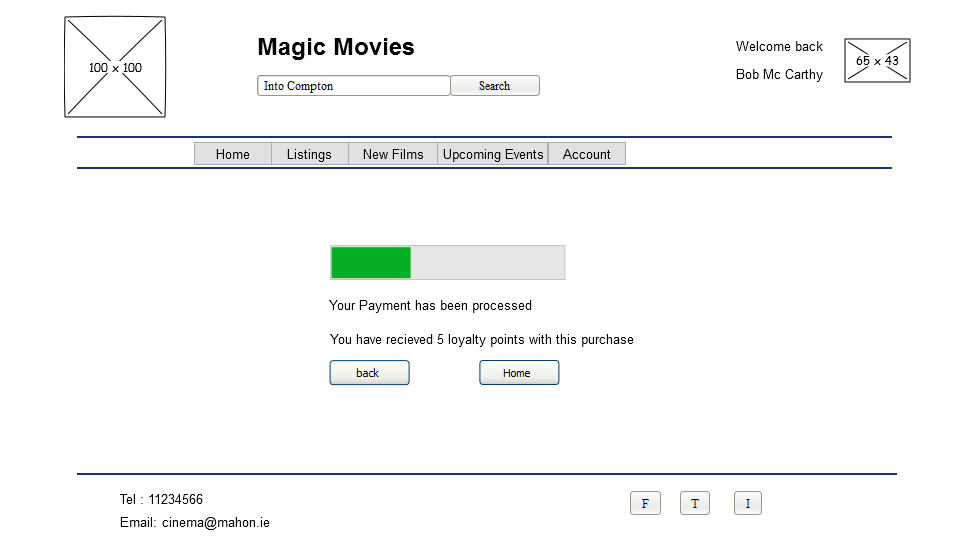 100 x 100
Magic Movies
Into Compton
Search
Welcome back
Bob Mc Carthy
65 x 43
Home
Listings
New Films
Upcoming Events
Account
Your Payment has been processed
You have recieved 5 loyalty points with this purchase
back
Home
Tel : 11234566
Email: cinema@mahon.ie
F
T
I